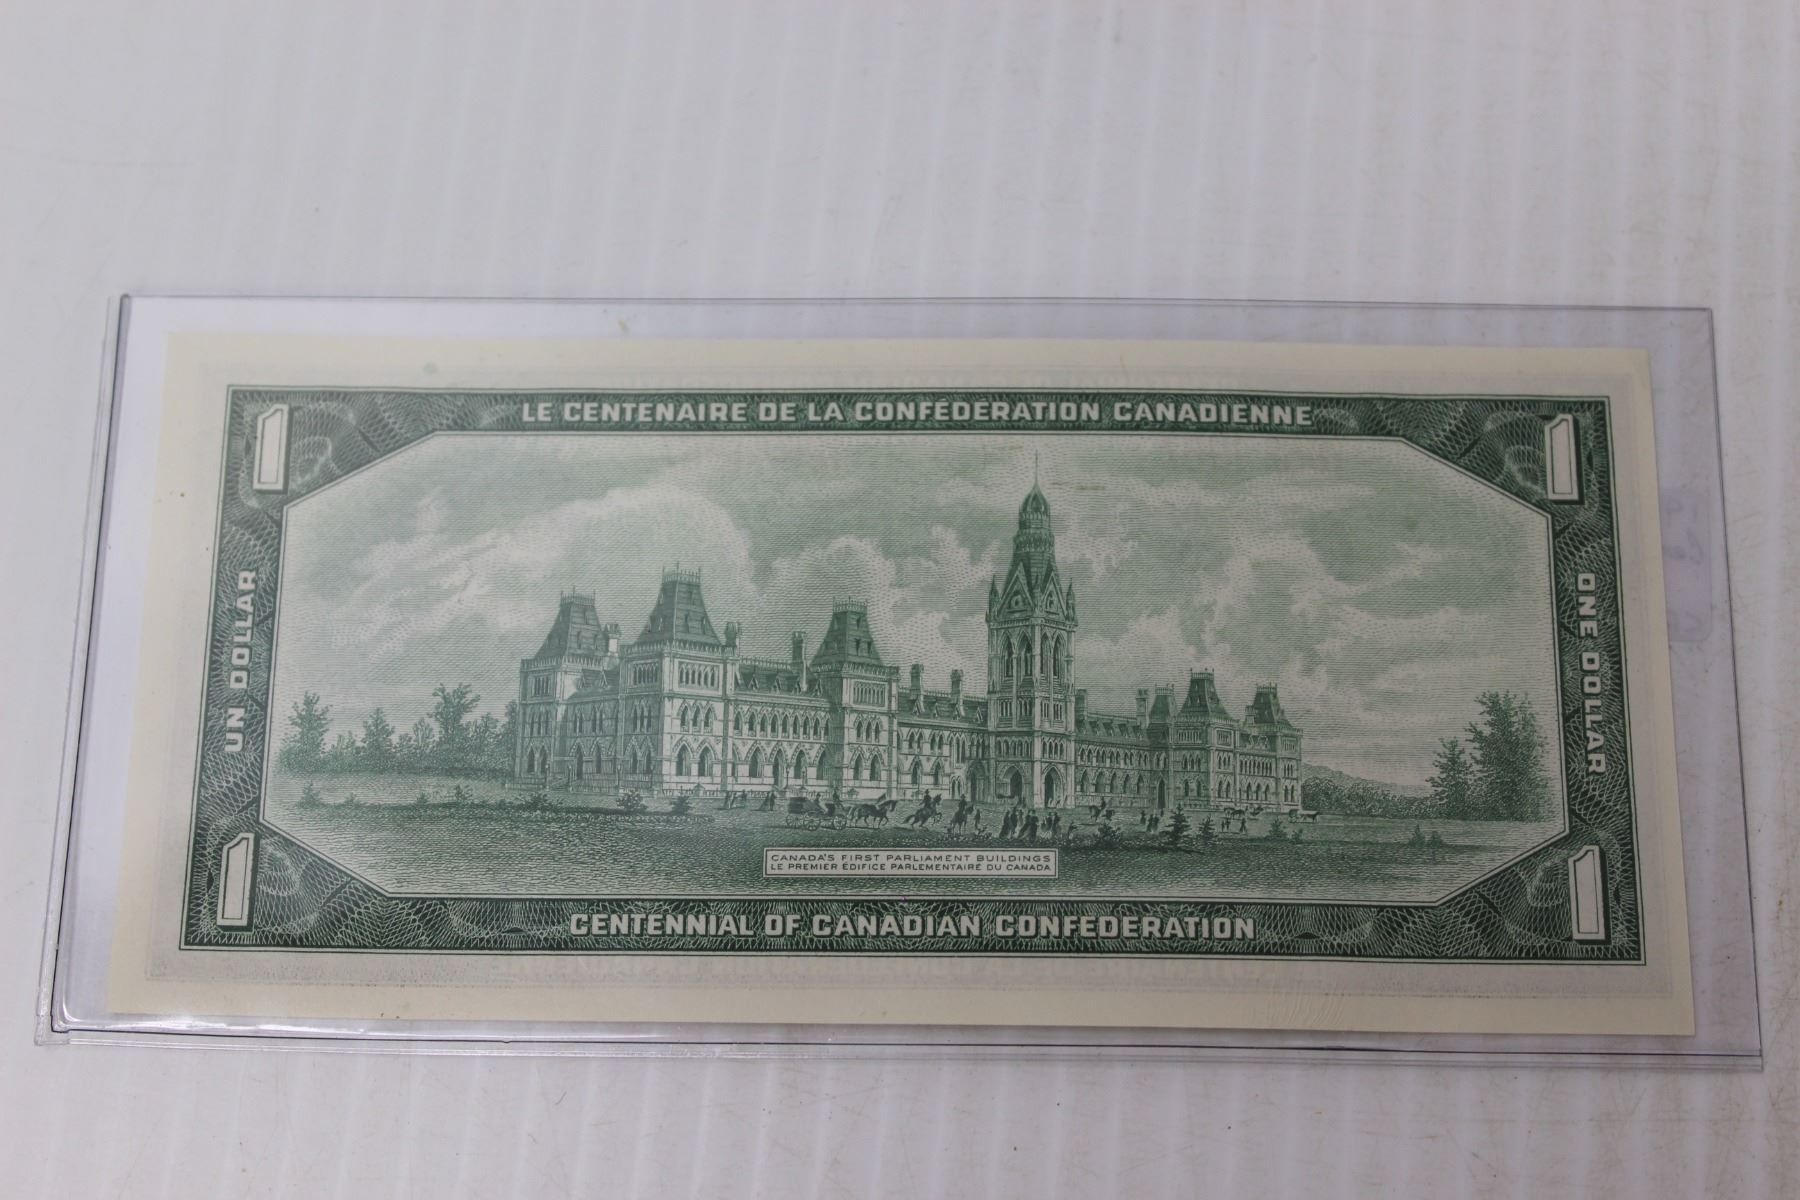 1 LE CENTENAIRE DE LA CONFÉDÉRATION CANADIENNE 1
UN DOLLAR
ONE DOLLAR
CANADA'S FIRST PARLIAMENT BUILDINGS
LE PREMIER ÉDIFICE PARLEMENTAIRE DU CANADA
1 CENTENNIAL OF CANADIAN CONFEDERATION 1